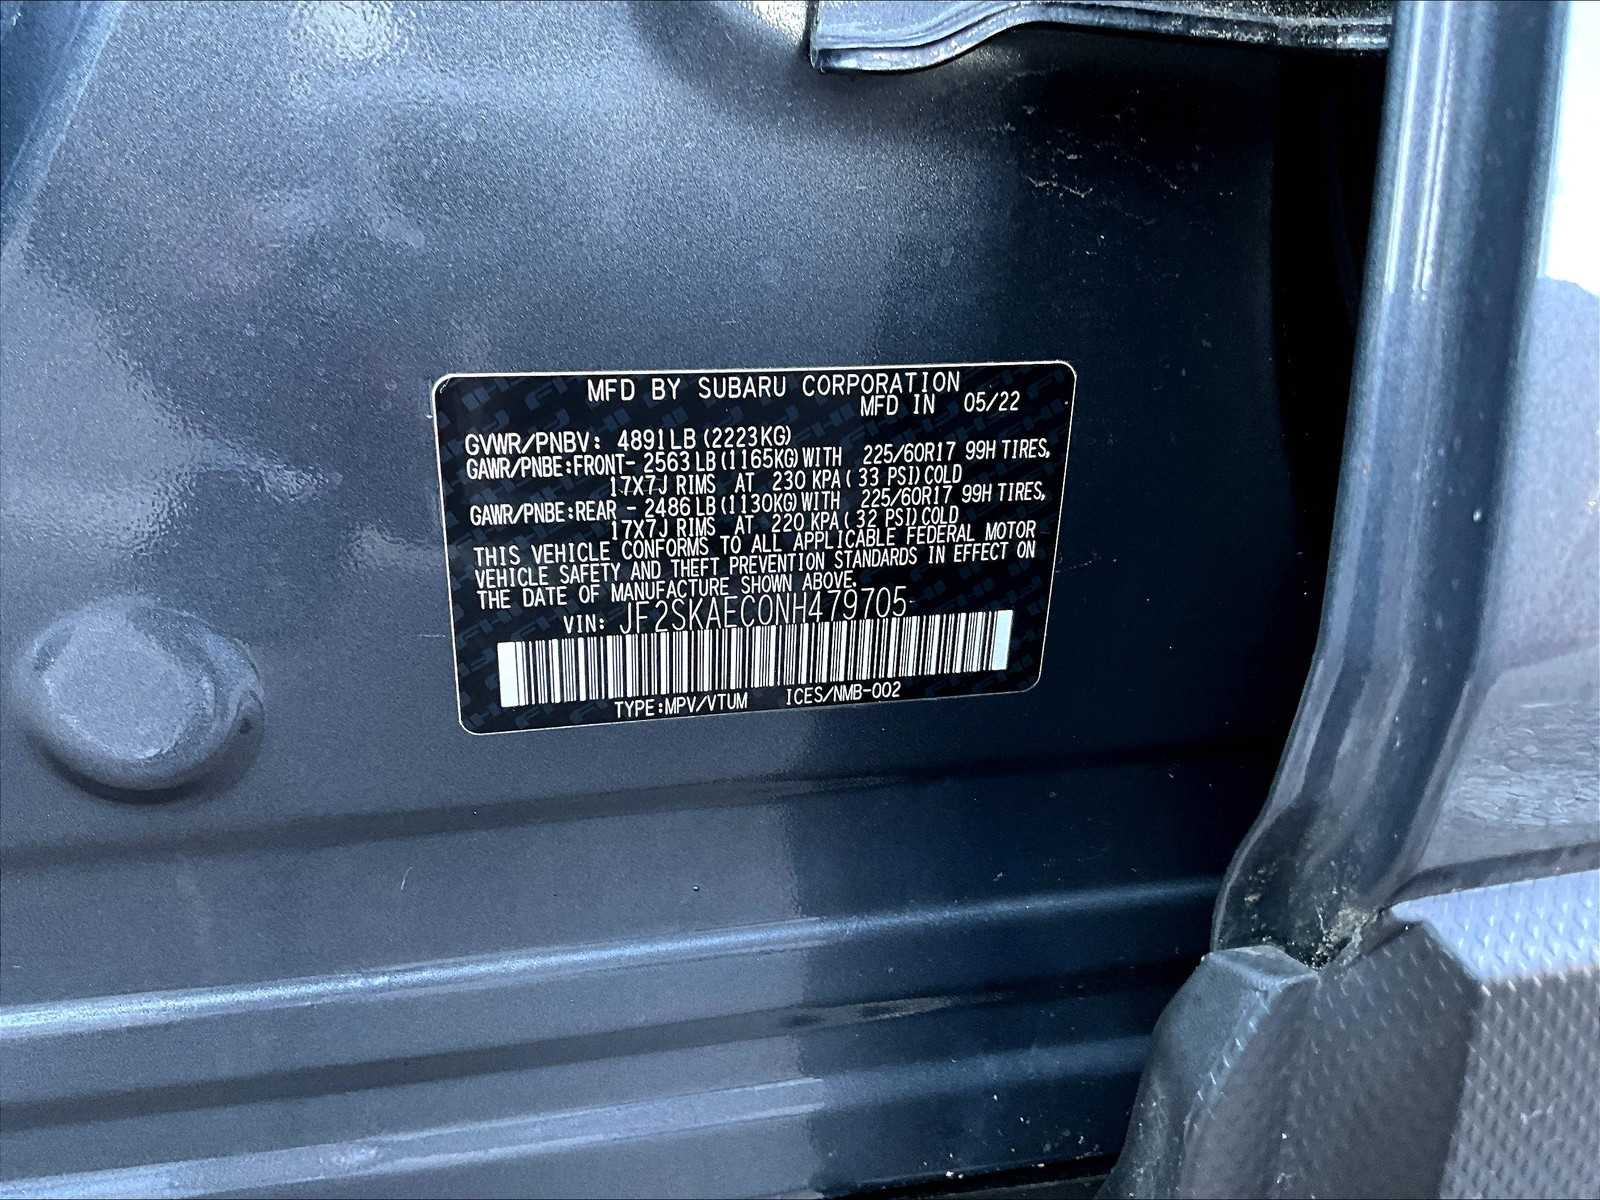 MFD BY SUBARU CORPORATION
MFD IN 05/22
GVWR/PNBV: 4891LB(2223KG)
GAWR/PNBE:FRONT- 2563LB(1165KG)WITH 225/60R17 99H TIRES,
17X7J RIMS AT 230 KPA( 33 PSI)COLD
GAWR/PNBE:REAR - 2486LB(1130KG)WITH 225/60R17 99H TIRES,
17X7J RIMS AT 220 KPA( 32 PSI)COLD
THIS VEHICLE CONFORMS TO ALL APPLICABLE FEDERAL MOTOR
VEHICLE SAFETY AND THEFT PREVENTION STANDARDS IN EFFECT ON
THE DATE OF MANUFACTURE SHOWN ABOVE.
VIN: JF2SKAEC0NH479705-
TYPE:MPV/VTUM ICES/NMB-002